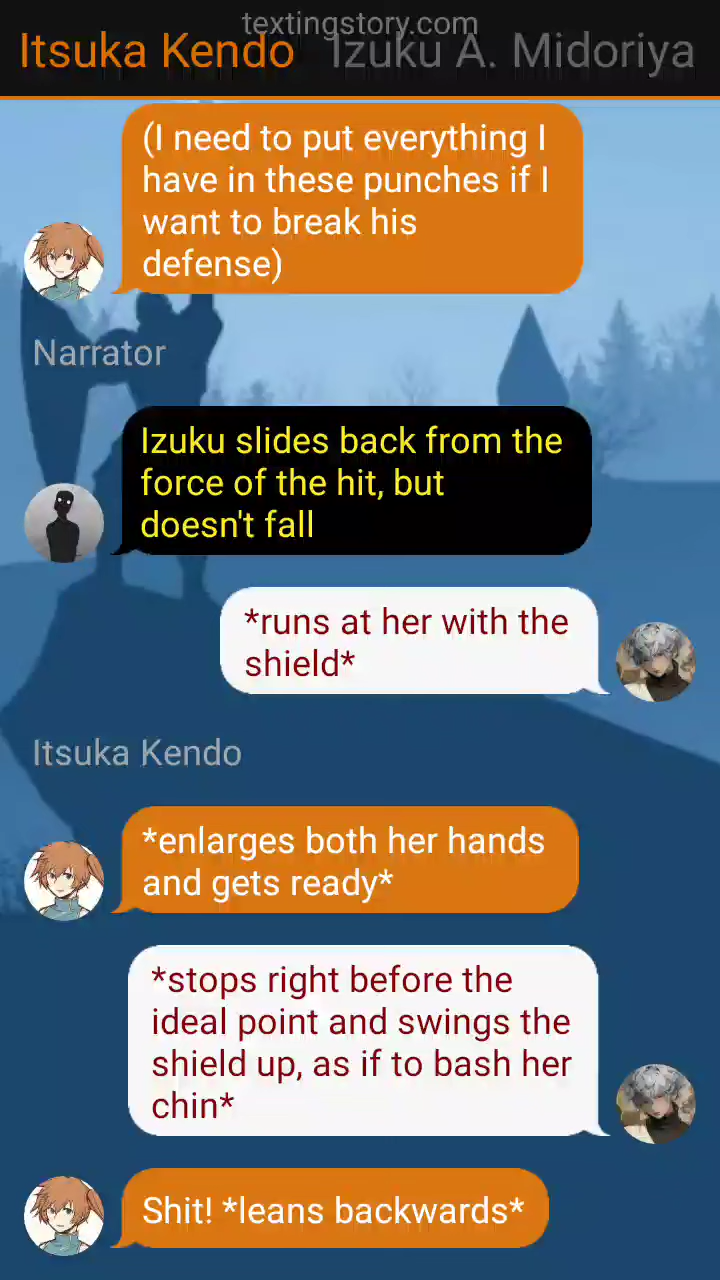 textingstory.com
Itsuka Kendo Izuku A. Midoriya
(I need to put everything I
have in these punches if I
want to break his
defense)
Narrator
Izuku slides back from the
force of the hit, but
doesn't fall
*runs at her with the
shield*
Itsuka Kendo
*enlarges both her hands
and gets ready*
*stops right before the
ideal point and swings the
shield up, as if to bash her
chin*
Shit! *leans backwards*